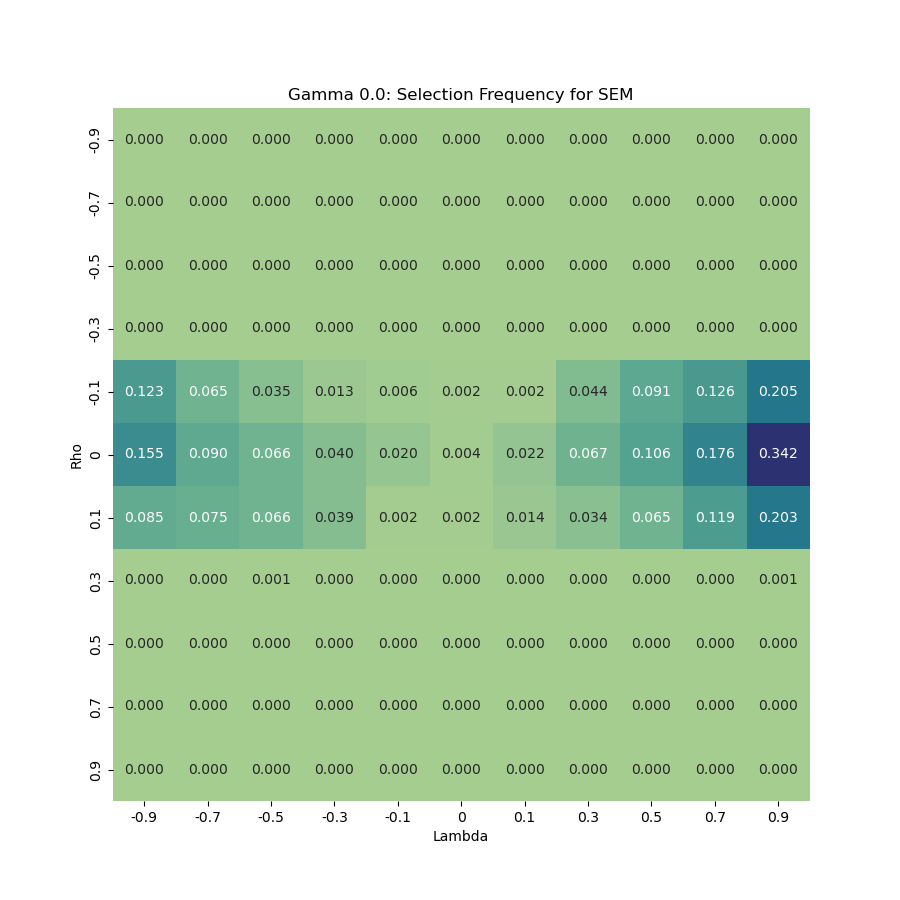 Gamma 0.0: Selection Frequency for SEM
-0.9 0.000 0.000 0.000 0.000 0.000 0.000 0.000 0.000 0.000 0.000 0.000
-0.7 0.000 0.000 0.000 0.000 0.000 0.000 0.000 0.000 0.000 0.000 0.000
-0.5 0.000 0.000 0.000 0.000 0.000 0.000 0.000 0.000 0.000 0.000 0.000
-0.3 0.000 0.000 0.000 0.000 0.000 0.000 0.000 0.000 0.000 0.000 0.000
-0.1 0.123 0.065 0.035 0.013 0.006 0.002 0.002 0.044 0.091 0.126 0.205
Rho
0 0.155 0.090 0.066 0.040 0.020 0.004 0.022 0.067 0.106 0.176 0.342
0.1 0.085 0.075 0.066 0.039 0.002 0.002 0.014 0.034 0.065 0.119 0.203
0.3 0.000 0.000 0.001 0.000 0.000 0.000 0.000 0.000 0.000 0.000 0.001
0.5 0.000 0.000 0.000 0.000 0.000 0.000 0.000 0.000 0.000 0.000 0.000
0.7 0.000 0.000 0.000 0.000 0.000 0.000 0.000 0.000 0.000 0.000 0.000
0.9 0.000 0.000 0.000 0.000 0.000 0.000 0.000 0.000 0.000 0.000 0.000
-0.9 -0.7 -0.5 -0.3 -0.1 0 0.1 0.3 0.5 0.7 0.9
Lambda